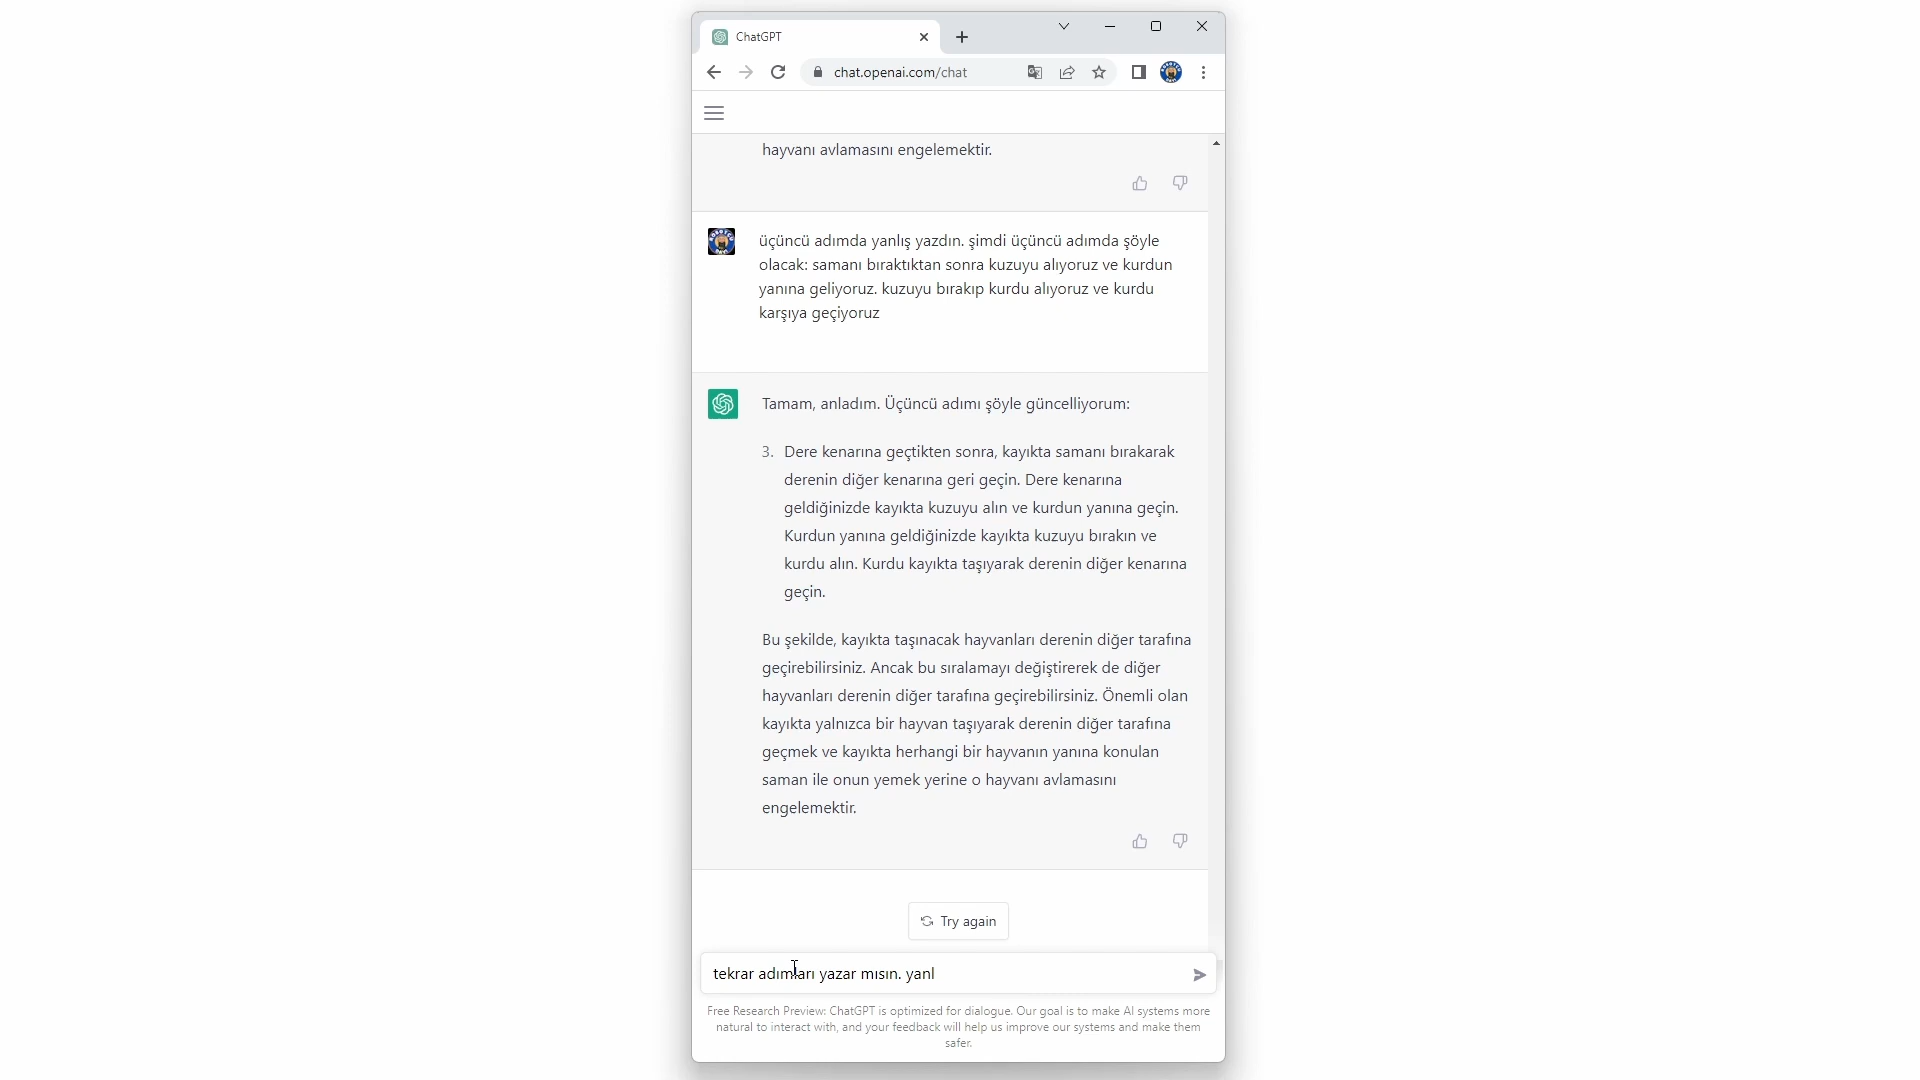 ChatGPT
chat.openai.com/chat
hayvanı avlamasını engelemektir.
üçüncü adımda yanlış yazdın. şimdi üçüncü adımda şöyle
olacak: samanı bıraktıktan sonra kuzuyu alıyoruz ve kurdun
yanına geliyoruz. kuzuyu bırakıp kurdu alıyoruz ve kurdu
karşıya geçiyoruz
Tamam, anladım. Üçüncü adımı şöyle güncelliyorum:
3. Dere kenarına geçtikten sonra, kayıkta samanı bırakarak
derenin diğer kenarına geri geçin. Dere kenarına
geldiğinizde kayıkta kuzuyu alın ve kurdun yanına geçin.
Kurdun yanına geldiğinizde kayıkta kuzuyu bırakın ve
kurdu alın. Kurdu kayıkta taşıyarak derenin diğer kenarına
geçin.
Bu şekilde, kayıkta taşınacak hayvanları derenin diğer tarafına
geçirebilirsiniz. Ancak bu sıralamayı değiştirerek de diğer
hayvanları derenin diğer tarafına geçirebilirsiniz. Önemli olan
kayıkta yalnızca bir hayvan taşıyarak derenin diğer tarafına
geçmek ve kayıkta herhangi bir hayvanın yanına konulan
saman ile onun yemek yerine o hayvanı avlamasını
engelemektir.
Try again
tekrar adımları yazar mısın. yanl
Free Research Preview: ChatGPT is optimized for dialogue. Our goal is to make AI systems more
natural to interact with, and your feedback will help us improve our systems and make them
safer.